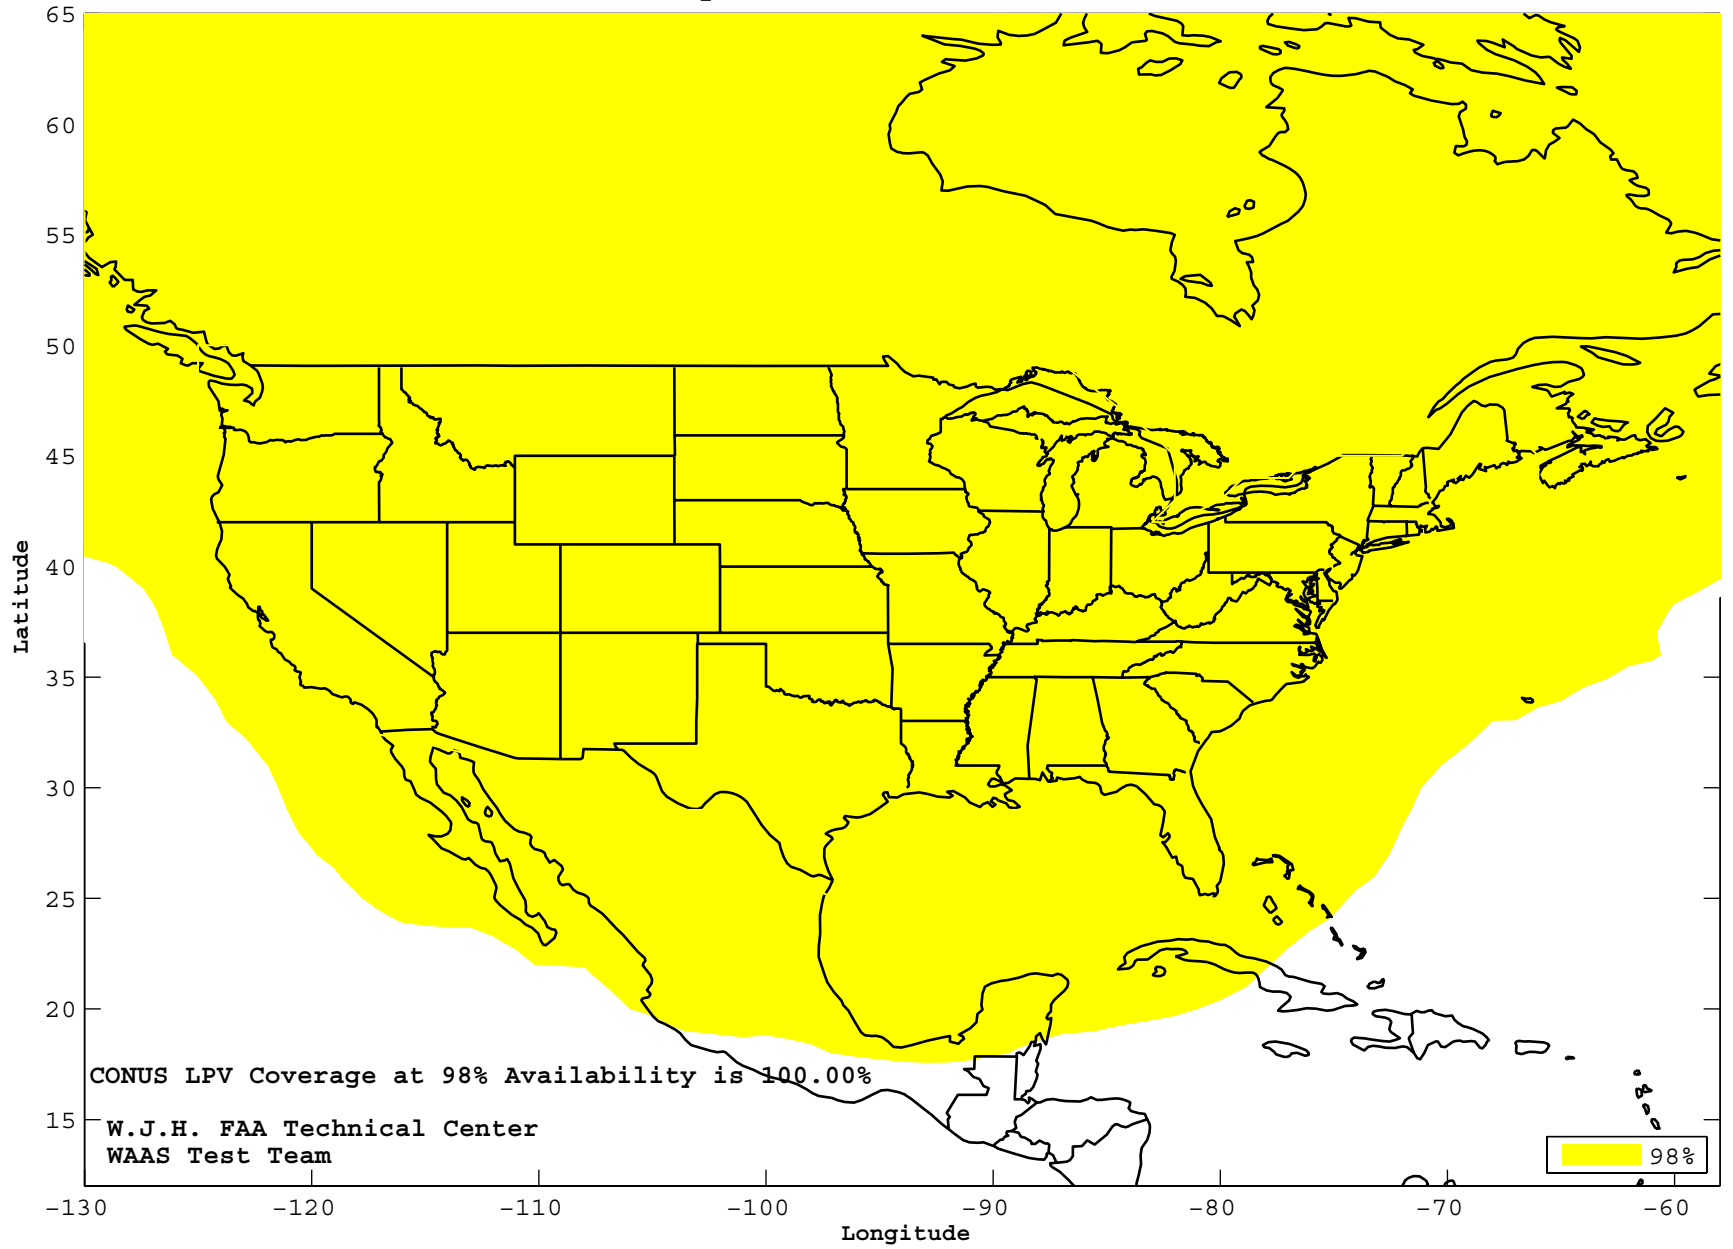 65
60
55
50
45
40
35
30
25
20
15
Latitude
CONUS LPV Coverage at 98% Availability is 100.00%
W.J.H. FAA Technical Center
WAAS Test Team
98%
-130 -120 -110 -100 -90 -80 -70 -60
Longitude